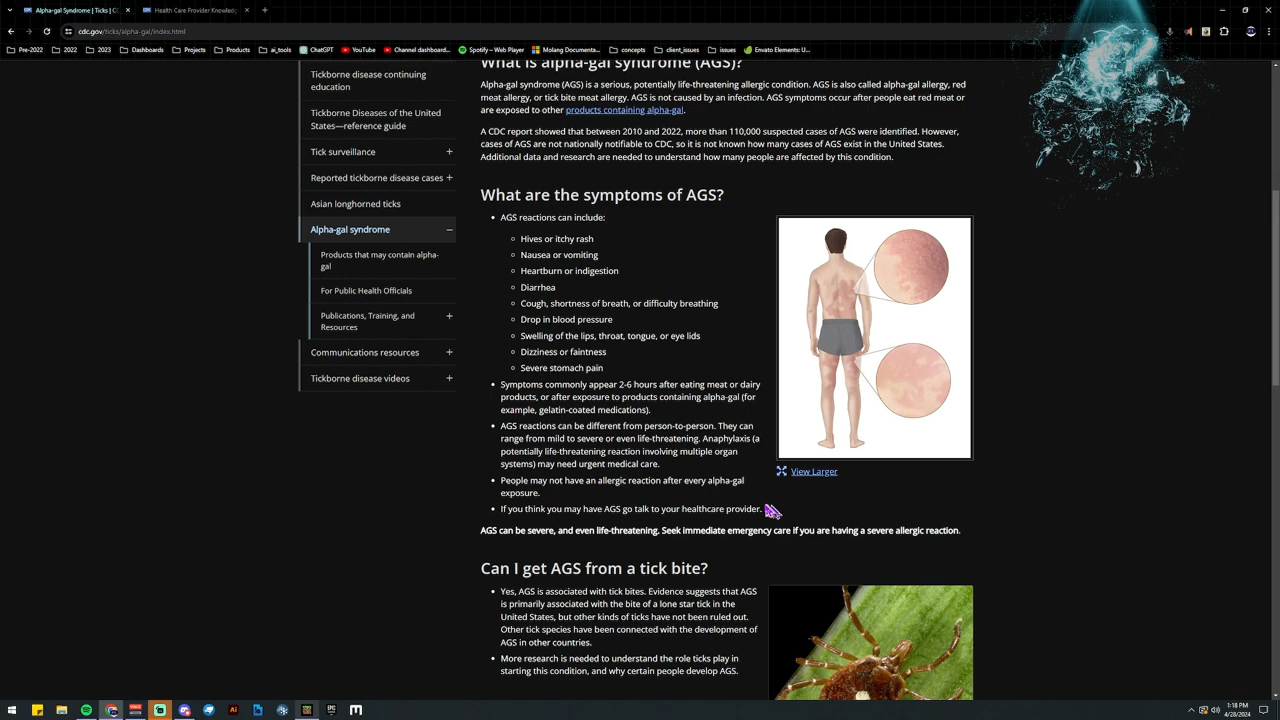 Alpha-gal Syndrome | Ticks | C
Health Care Provider Knowled
cdc.gov/ticks/alpha-gal/index.html
Pre-2022
2022
2023
Dashboards
Projects
Products
ai_tools
ChatGPT
YouTube
Channel dashboard...
Spotify – Web Player
Molang Documenta...
concepts
client_issues
issues
Envato Elements: U...
Tickborne disease continuing
education
Tickborne Diseases of the United
States—reference guide
Tick surveillance
Reported tickborne disease cases
Asian longhorned ticks
Alpha-gal syndrome
Products that may contain alpha-
gal
For Public Health Officials
Publications, Training, and
Resources
Communications resources
Tickborne disease videos
What is alpha-gal syndrome (AGS)?
Alpha-gal syndrome (AGS) is a serious, potentially life-threatening allergic condition. AGS is also called alpha-gal allergy, red
meat allergy, or tick bite meat allergy. AGS is not caused by an infection. AGS symptoms occur after people eat red meat or
are exposed to other products containing alpha-gal.
A CDC report showed that between 2010 and 2022, more than 110,000 suspected cases of AGS were identified. However,
cases of AGS are not nationally notifiable to CDC, so it is not known how many cases of AGS exist in the United States.
Additional data and research are needed to understand how many people are affected by this condition.
What are the symptoms of AGS?
AGS reactions can include:
Hives or itchy rash
Nausea or vomiting
Heartburn or indigestion
Diarrhea
Cough, shortness of breath, or difficulty breathing
Drop in blood pressure
Swelling of the lips, throat, tongue, or eye lids
Dizziness or faintness
Severe stomach pain
Symptoms commonly appear 2-6 hours after eating meat or dairy
products, or after exposure to products containing alpha-gal (for
example, gelatin-coated medications).
AGS reactions can be different from person-to-person. They can
range from mild to severe or even life-threatening. Anaphylaxis (a
potentially life-threatening reaction involving multiple organ
systems) may need urgent medical care.
People may not have an allergic reaction after every alpha-gal
exposure.
If you think you may have AGS go talk to your healthcare provider.
View Larger
AGS can be severe, and even life-threatening. Seek immediate emergency care if you are having a severe allergic reaction.
Can I get AGS from a tick bite?
Yes, AGS is associated with tick bites. Evidence suggests that AGS
is primarily associated with the bite of a lone star tick in the
United States, but other kinds of ticks have not been ruled out.
Other tick species have been connected with the development of
AGS in other countries.
More research is needed to understand the role ticks play in
starting this condition, and why certain people develop AGS.
1:18 PM
4/28/2024